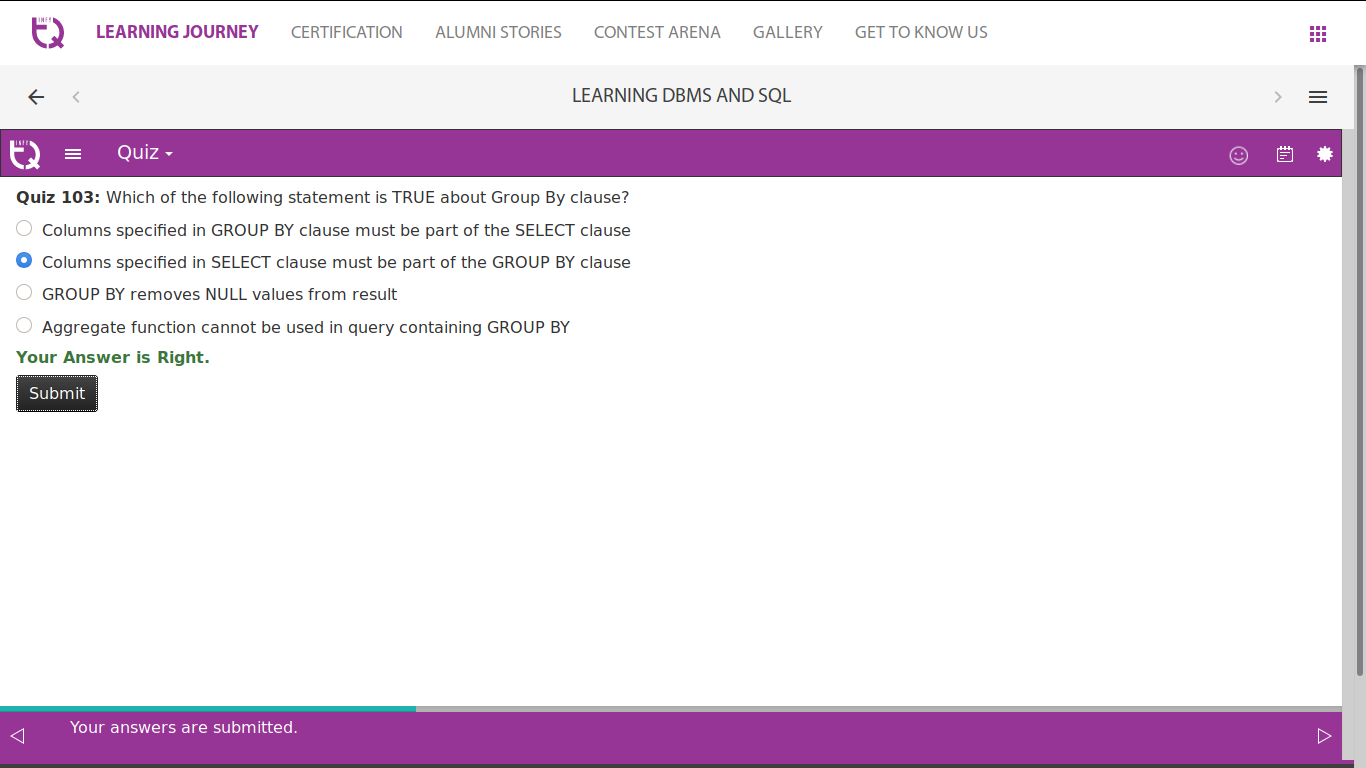 INFY
TQ
LEARNING JOURNEY CERTIFICATION ALUMNI STORIES CONTEST ARENA GALLERY GET TO KNOW US
LEARNING DBMS AND SQL
INFY
TQ
Quiz
Quiz 103: Which of the following statement is TRUE about Group By clause?
Columns specified in GROUP BY clause must be part of the SELECT clause
Columns specified in SELECT clause must be part of the GROUP BY clause
GROUP BY removes NULL values from result
Aggregate function cannot be used in query containing GROUP BY
Your Answer is Right.
Submit
Your answers are submitted.